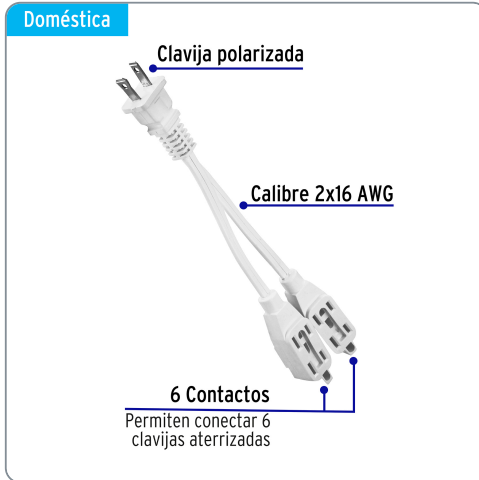 Doméstica
Clavija polarizada
Calibre 2x16 AWG
6 Contactos
Permiten conectar 6
clavijas aterrizadas